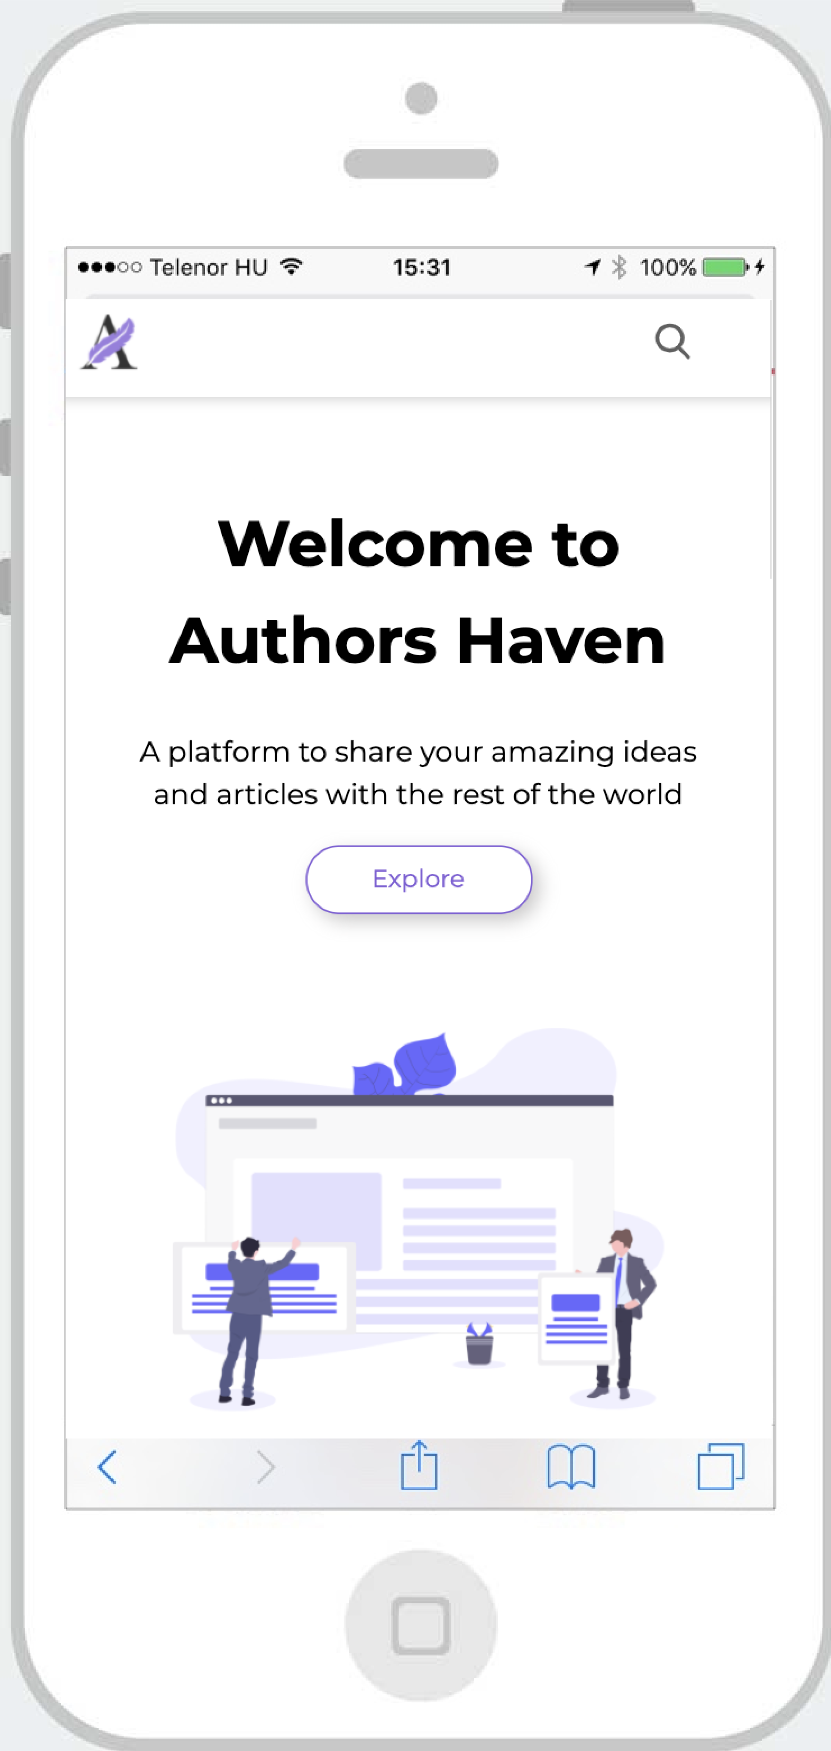 Telenor HU 15:31 100%
A
Welcome to
Authors Haven
A platform to share your amazing ideas
and articles with the rest of the world
Explore